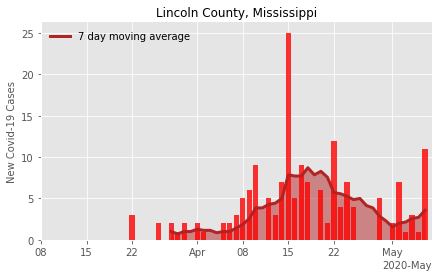 Lincoln County, Mississippi
7 day moving average
New Covid-19 Cases
25
20
15
10
5
0
08 15 22 Apr 08 15 22 May
2020-May